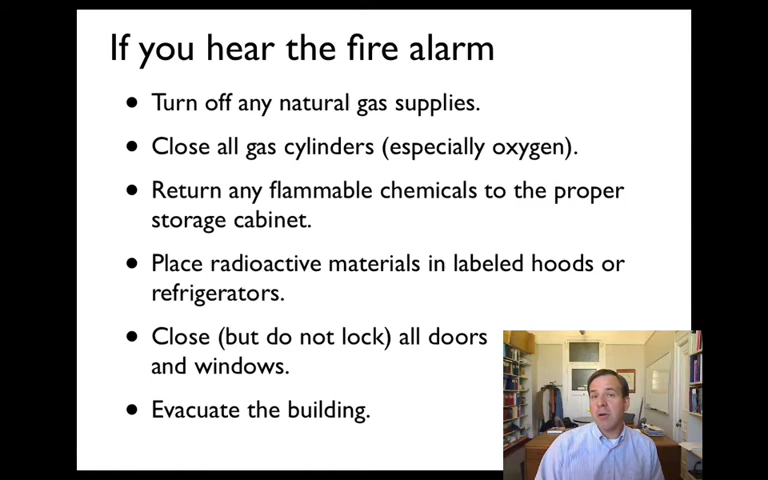 If you hear the fire alarm
• Turn off any natural gas supplies.
• Close all gas cylinders (especially oxygen).
• Return any flammable chemicals to the proper
storage cabinet.
• Place radioactive materials in labeled hoods or
refrigerators.
• Close (but do not lock) all doors
and windows.
• Evacuate the building.